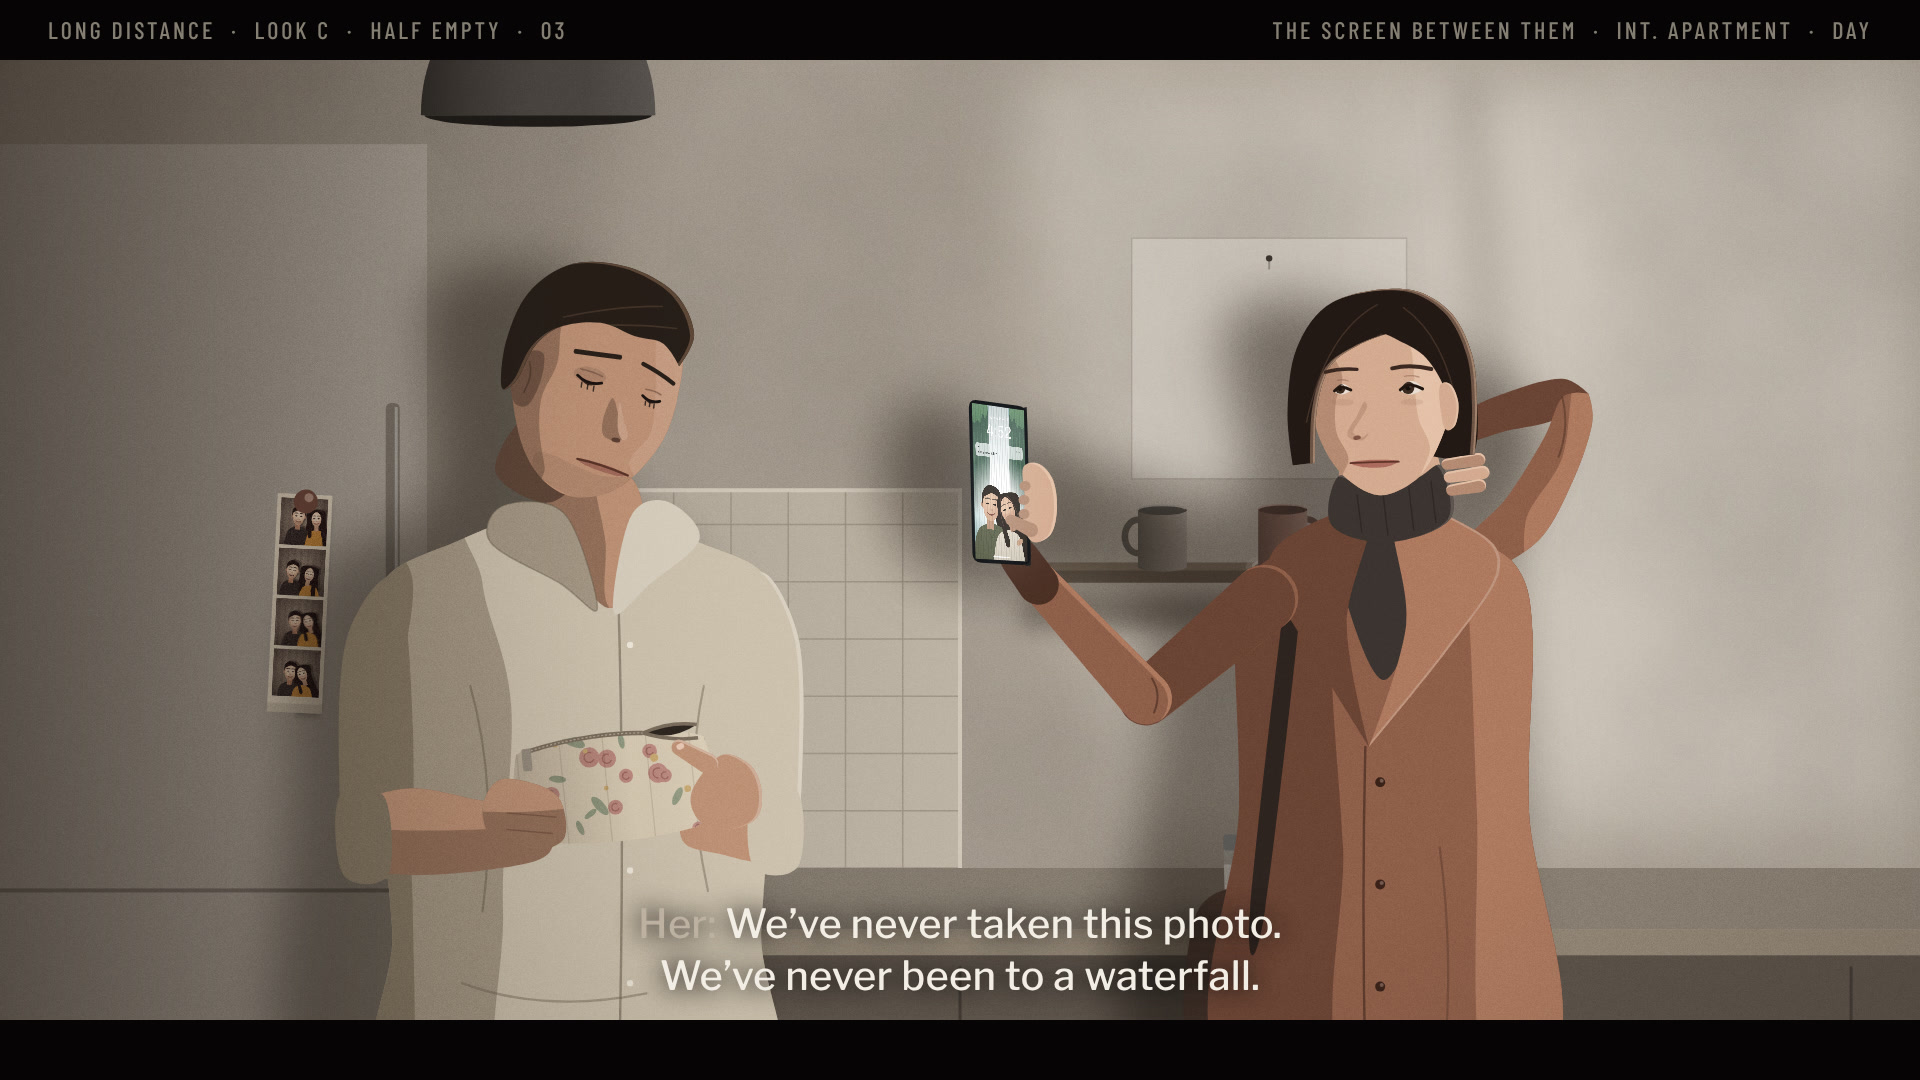 LONG DISTANCE · LOOK C · HALF EMPTY · 03
THE SCREEN BETWEEN THEM · INT. APARTMENT · DAY
Her: We’ve never taken this photo.
We’ve never been to a waterfall.